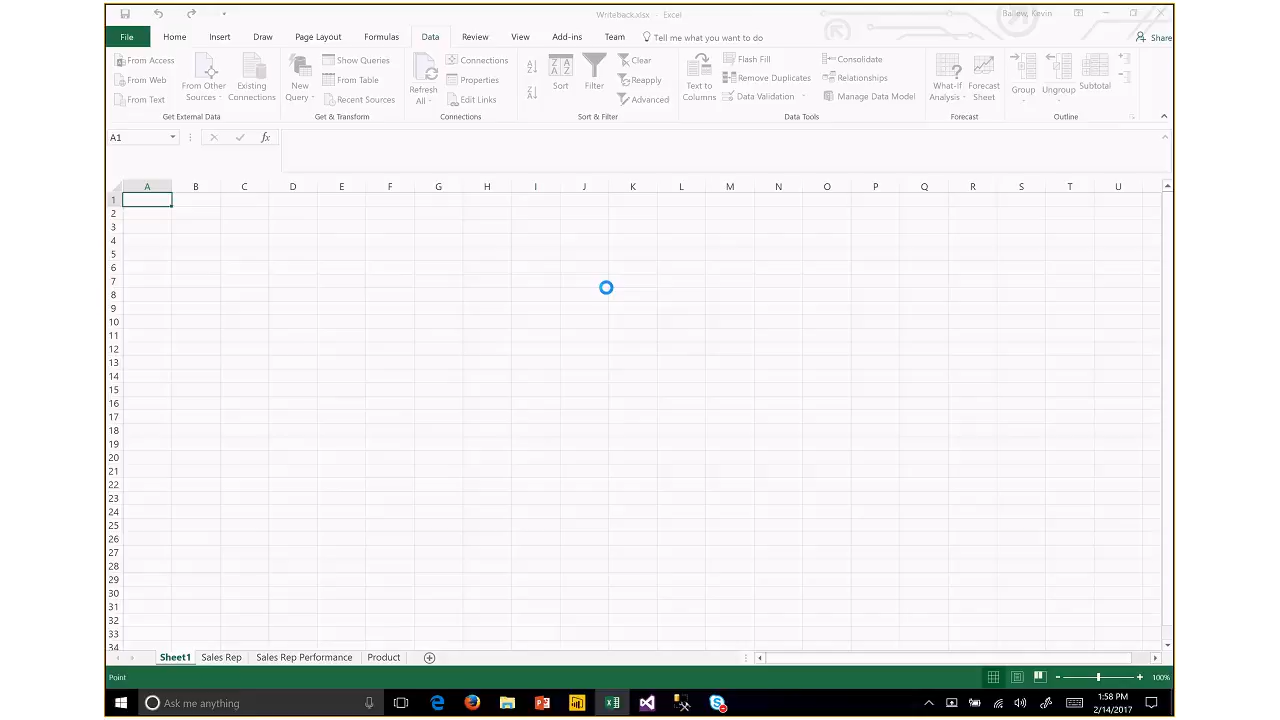 Writeback.xlsx - Excel
Ballew, Kevin
File Home Insert Draw Page Layout Formulas Data Review View Add-ins Team Tell me what you want to do Share
From Access
From Web
From Text
From Other Sources
Existing Connections
Get External Data
New Query
Show Queries
From Table
Recent Sources
Get & Transform
Refresh All
Connections
Properties
Edit Links
Connections
Sort
Filter
Clear
Reapply
Advanced
Sort & Filter
Text to Columns
Flash Fill
Remove Duplicates
Data Validation
Consolidate
Relationships
Manage Data Model
Data Tools
What-If Analysis
Forecast Sheet
Forecast
Group
Ungroup
Subtotal
Outline
A1 fx
A B C D E F G H I J K L M N O P Q R S T U
1
2
3
4
5
6
7
8
9
10
11
12
13
14
15
16
17
18
19
20
21
22
23
24
25
26
27
28
29
30
31
32
33
34
Sheet1 Sales Rep Sales Rep Performance Product
Point 100%
Ask me anything
1:58 PM
2/14/2017